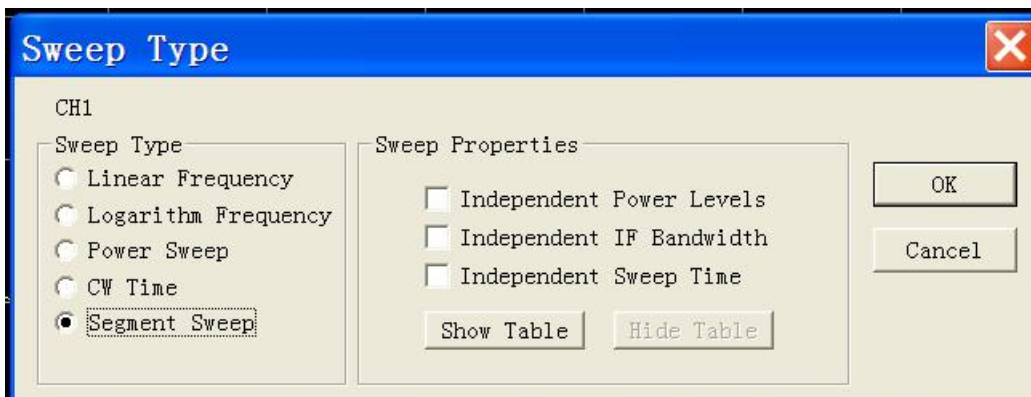 Sweep Type
CH1
Sweep Type
Linear Frequency
Logarithm Frequency
Power Sweep
CW Time
Segment Sweep
Sweep Properties
Independent Power Levels
Independent IF Bandwidth
Independent Sweep Time
Show Table
Hide Table
OK
Cancel